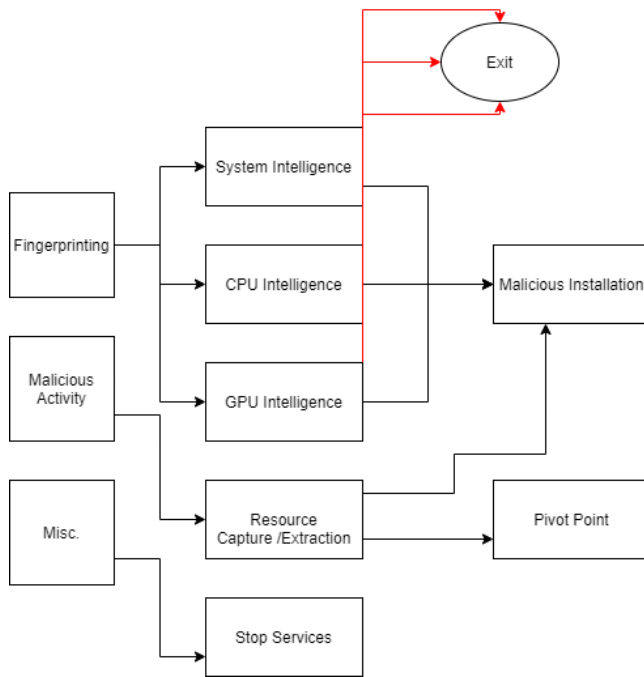 Exit
System Intelligence
Fingerprinting
CPU Intelligence
Malicious Installation
Malicious
Activity
GPU Intelligence
Misc.
Resource
Capture /Extraction
Pivot Point
Stop Services